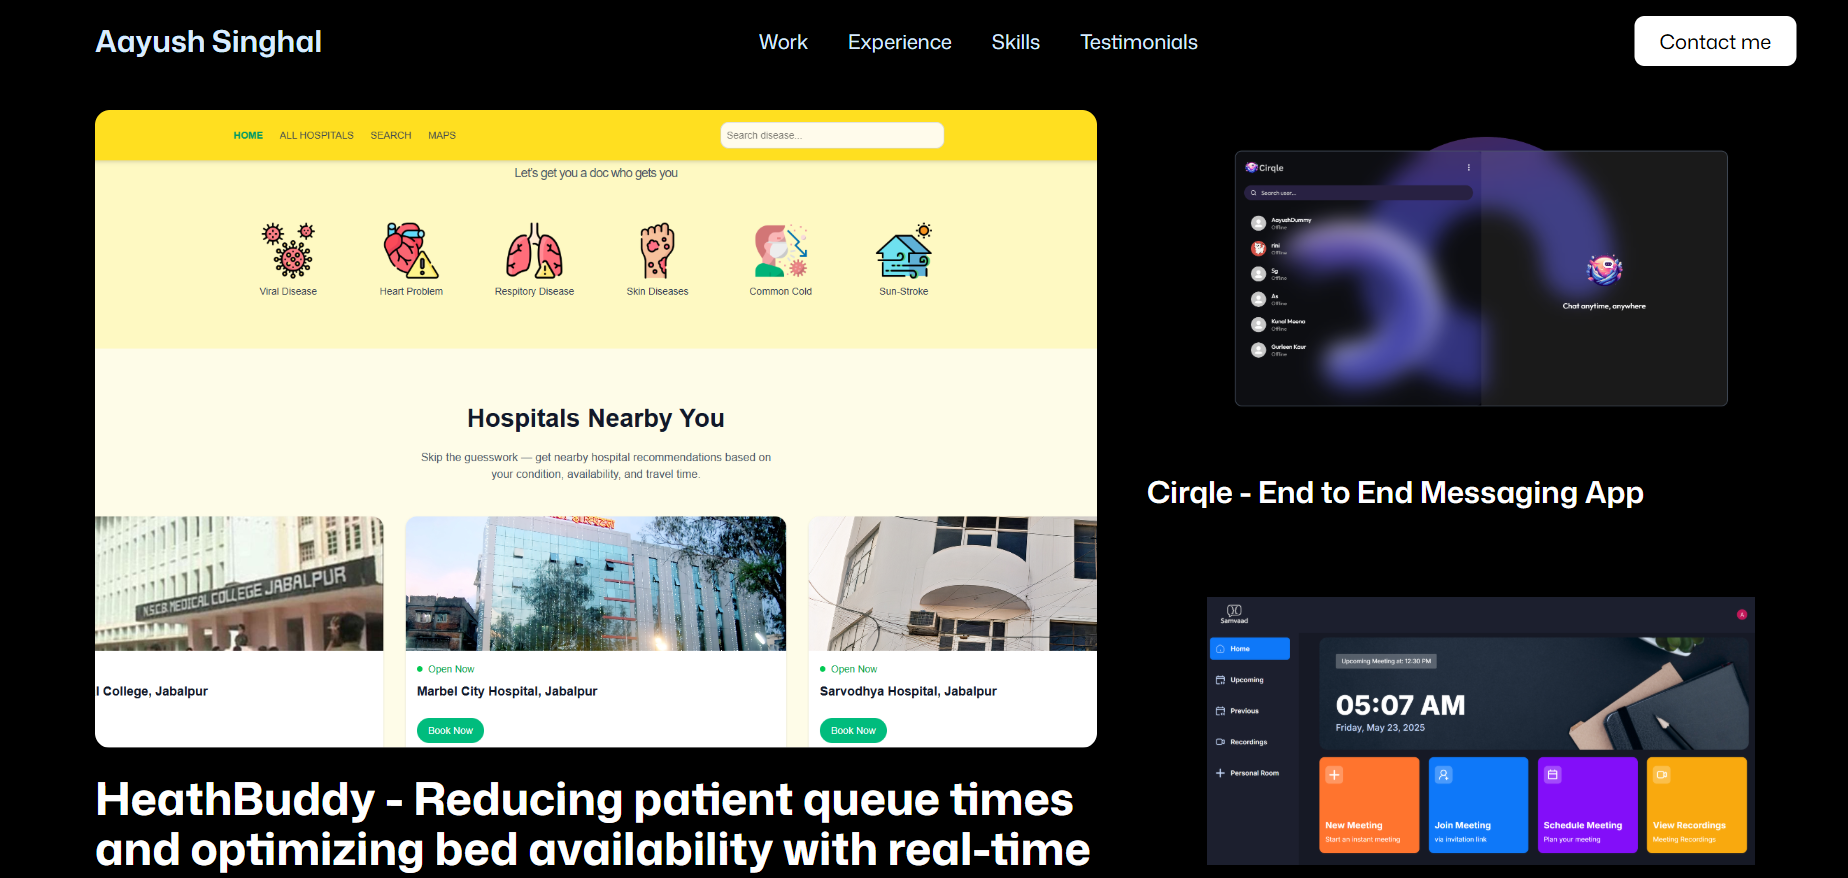 Aayush Singhal
Work
Experience
Skills
Testimonials
Contact me
HOME
ALL HOSPITALS
SEARCH
MAPS
Search disease...
Let's get you a doc who gets you
Viral Disease
Heart Problem
Respitory Disease
Skin Diseases
Common Cold
Sun-Stroke
Hospitals Nearby You
Skip the guesswork — get nearby hospital recommendations based on
your condition, availability, and travel time.
N.S.C.B. MEDICAL COLLEGE JABALPUR
l College, Jabalpur
Open Now
Marbel City Hospital, Jabalpur
Book Now
Open Now
Sarvodhya Hospital, Jabalpur
Book Now
HeathBuddy - Reducing patient queue times
and optimizing bed availability with real-time
Cirqle
Search user...
AayushDummy
Offline
rini
Offline
Sg
Offline
As
Offline
Kunal Meena
Offline
Gurleen Kaur
Offline
Chat anytime, anywhere
Cirqle - End to End Messaging App
Samvaad
A
Home
Upcoming
Previous
Recordings
Personal Room
Upcoming Meeting at: 12:30 PM
05:07 AM
Friday, May 23, 2025
New Meeting
Start an instant meeting
Join Meeting
via invitation link
Schedule Meeting
Plan your meeting
View Recordings
Meeting Recordings